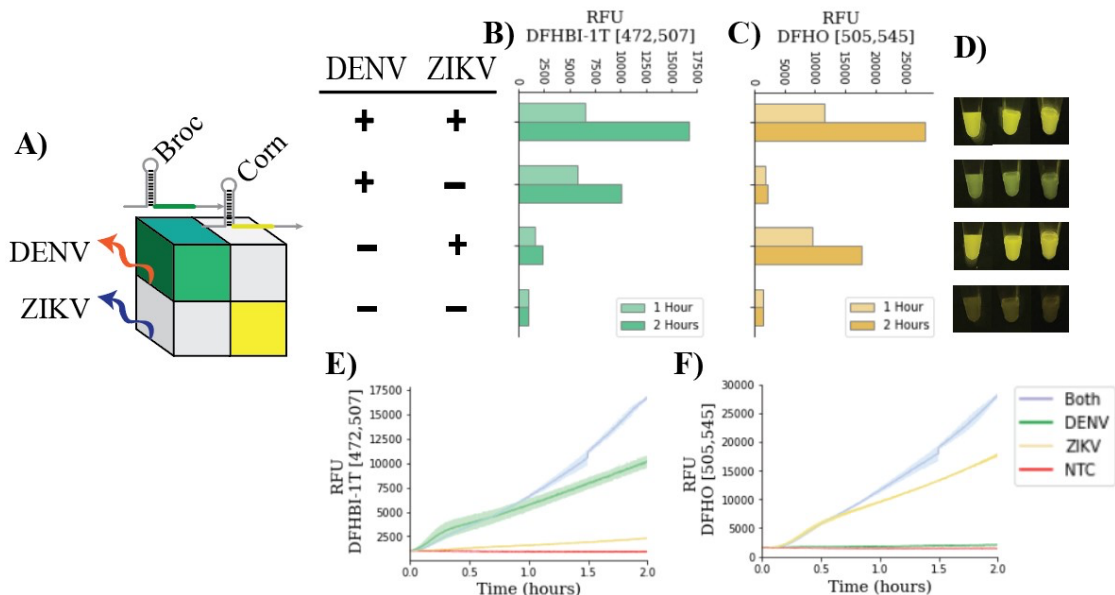 A)
Broc
Corn
DENV
ZIKV
DENV ZIKV
+ +
+ −
− +
− −
B)
RFU
DFHBI-1T [472,507]
0
2500
5000
7500
10000
12500
15000
17500
1 Hour
2 Hours
C)
RFU
DFHO [505,545]
0
5000
10000
15000
20000
25000
1 Hour
2 Hours
D)
E)
RFU
DFHBI-1T [472,507]
17500
15000
12500
10000
7500
5000
2500
0.0 0.5 1.0 1.5 2.0
Time (hours)
F)
RFU
DFHO [505,545]
30000
25000
20000
15000
10000
5000
0
0.0 0.5 1.0 1.5 2.0
Time (hours)
Both
DENV
ZIKV
NTC